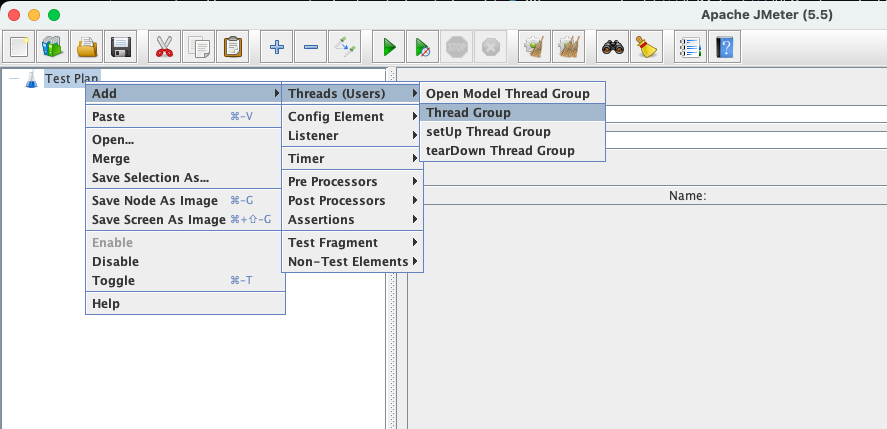 Apache JMeter (5.5)
Test Plan
Add
Paste ⌘-V
Open...
Merge
Save Selection As...
Save Node As Image ⌘-G
Save Screen As Image ⌘+⇧-G
Enable
Disable
Toggle ⌘-T
Help
Threads (Users)
Config Element
Listener
Timer
Pre Processors
Post Processors
Assertions
Test Fragment
Non-Test Elements
Open Model Thread Group
Thread Group
setUp Thread Group
tearDown Thread Group
Name: